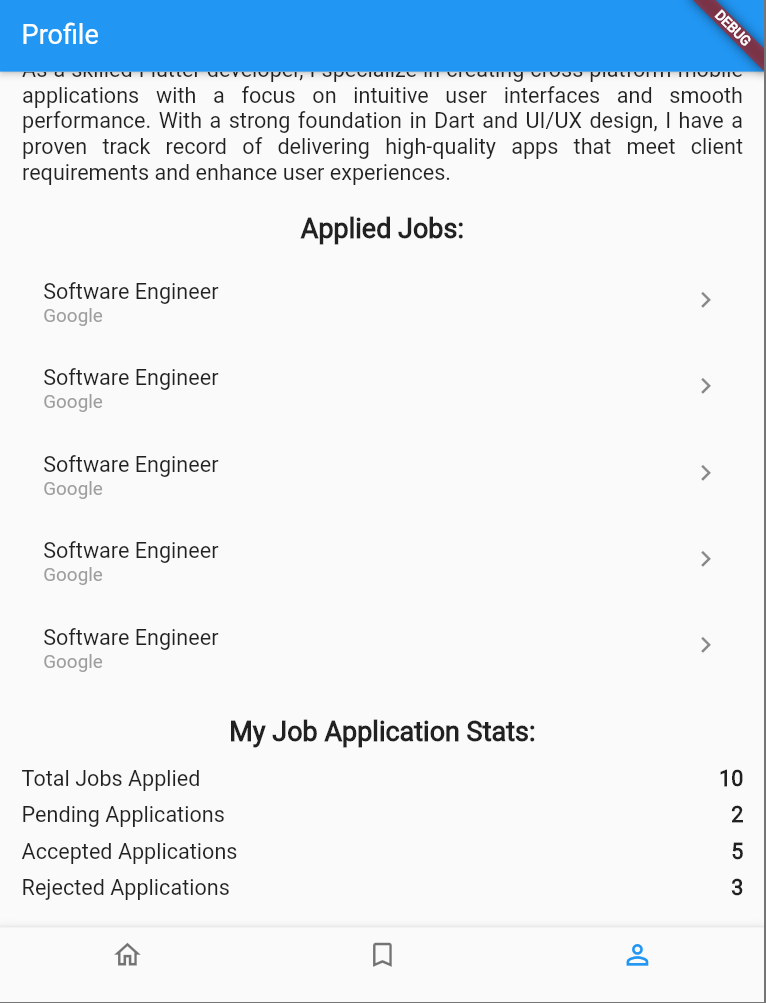 Profile
DEBUG
As a skilled Flutter developer, I specialize in creating cross-platform mobile
applications with a focus on intuitive user interfaces and smooth
performance. With a strong foundation in Dart and UI/UX design, I have a
proven track record of delivering high-quality apps that meet client
requirements and enhance user experiences.
Applied Jobs:
Software Engineer
Google
Software Engineer
Google
Software Engineer
Google
Software Engineer
Google
Software Engineer
Google
My Job Application Stats:
Total Jobs Applied 10
Pending Applications 2
Accepted Applications 5
Rejected Applications 3